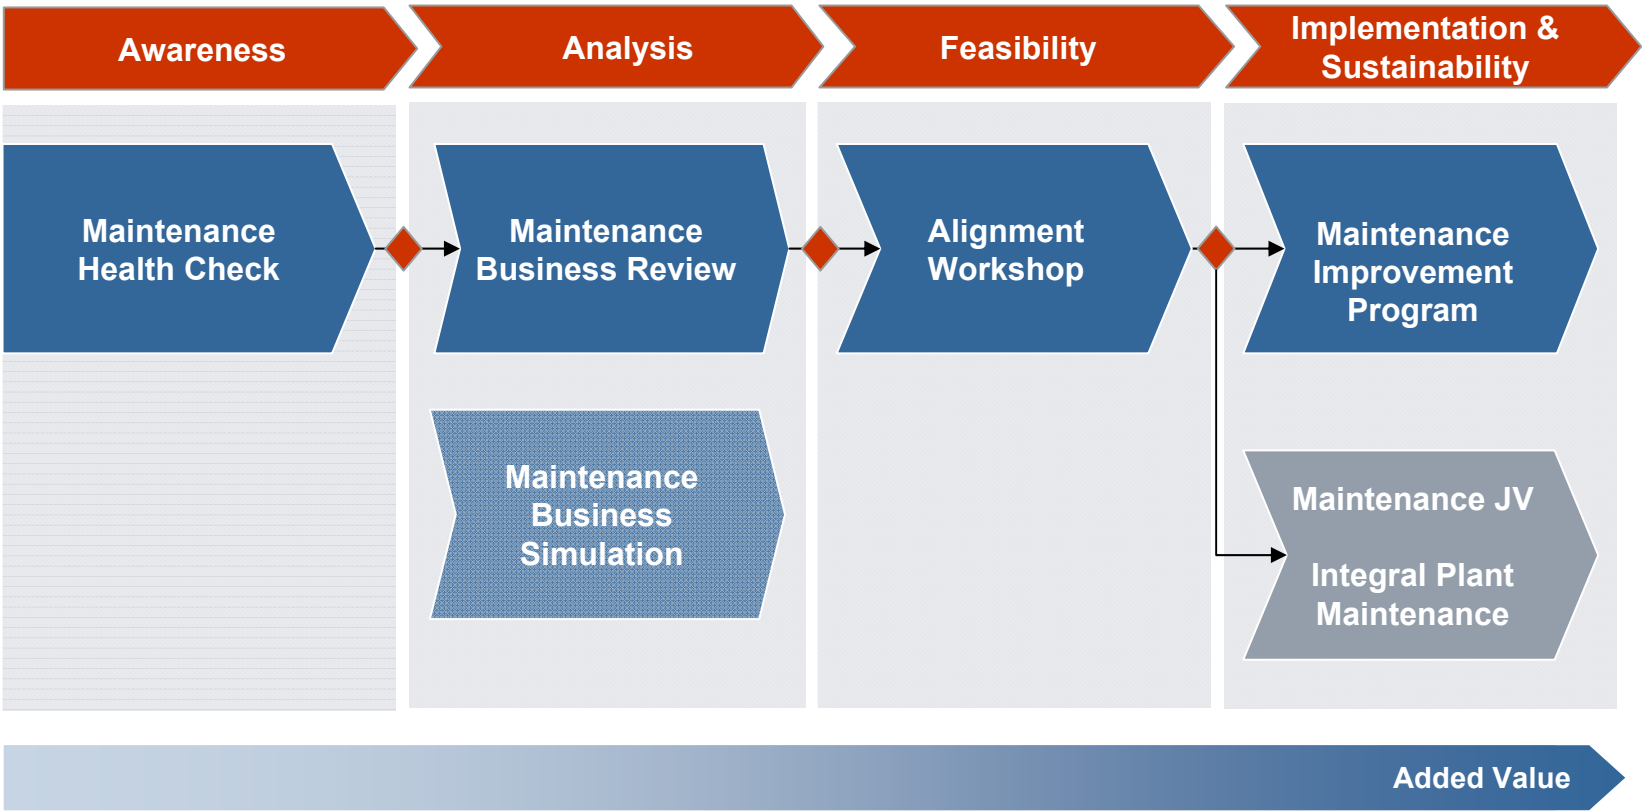 Awareness
Analysis
Feasibility
Implementation &
Sustainability
Maintenance
Health Check
Maintenance
Business Review
Alignment
Workshop
Maintenance
Improvement
Program
Maintenance
Business
Simulation
Maintenance JV
Integral Plant
Maintenance
Added Value